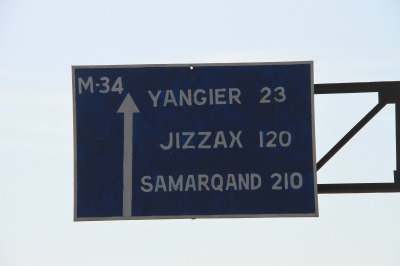 M-34
YANGIER 23
JIZZAX 120
SAMARQAND 210